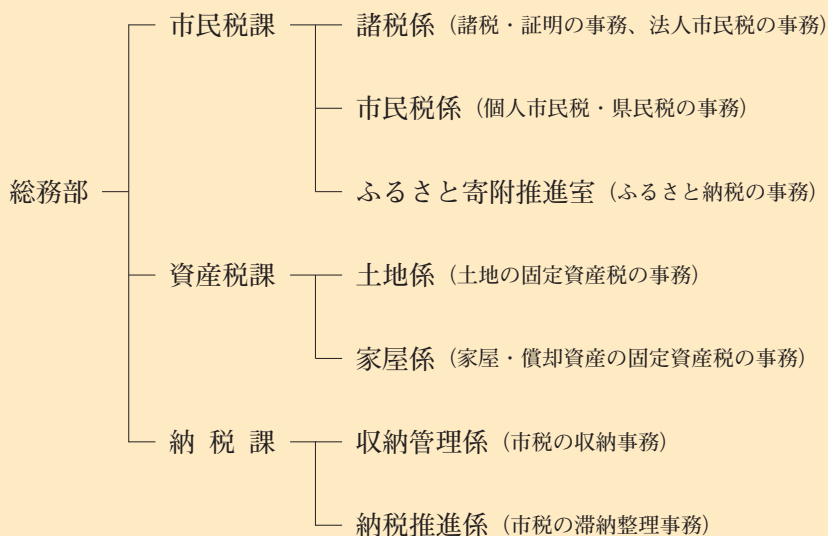 市民税課 諸税係（諸税・証明の事務、法人市民税の事務）
市民税係（個人市民税・県民税の事務）
総務部 ふるさと寄附推進室（ふるさと納税の事務）
資産税課 土地係（土地の固定資産税の事務）
家屋係（家屋・償却資産の固定資産税の事務）
納税課 収納管理係（市税の収納事務）
納税推進係（市税の滞納整理事務）